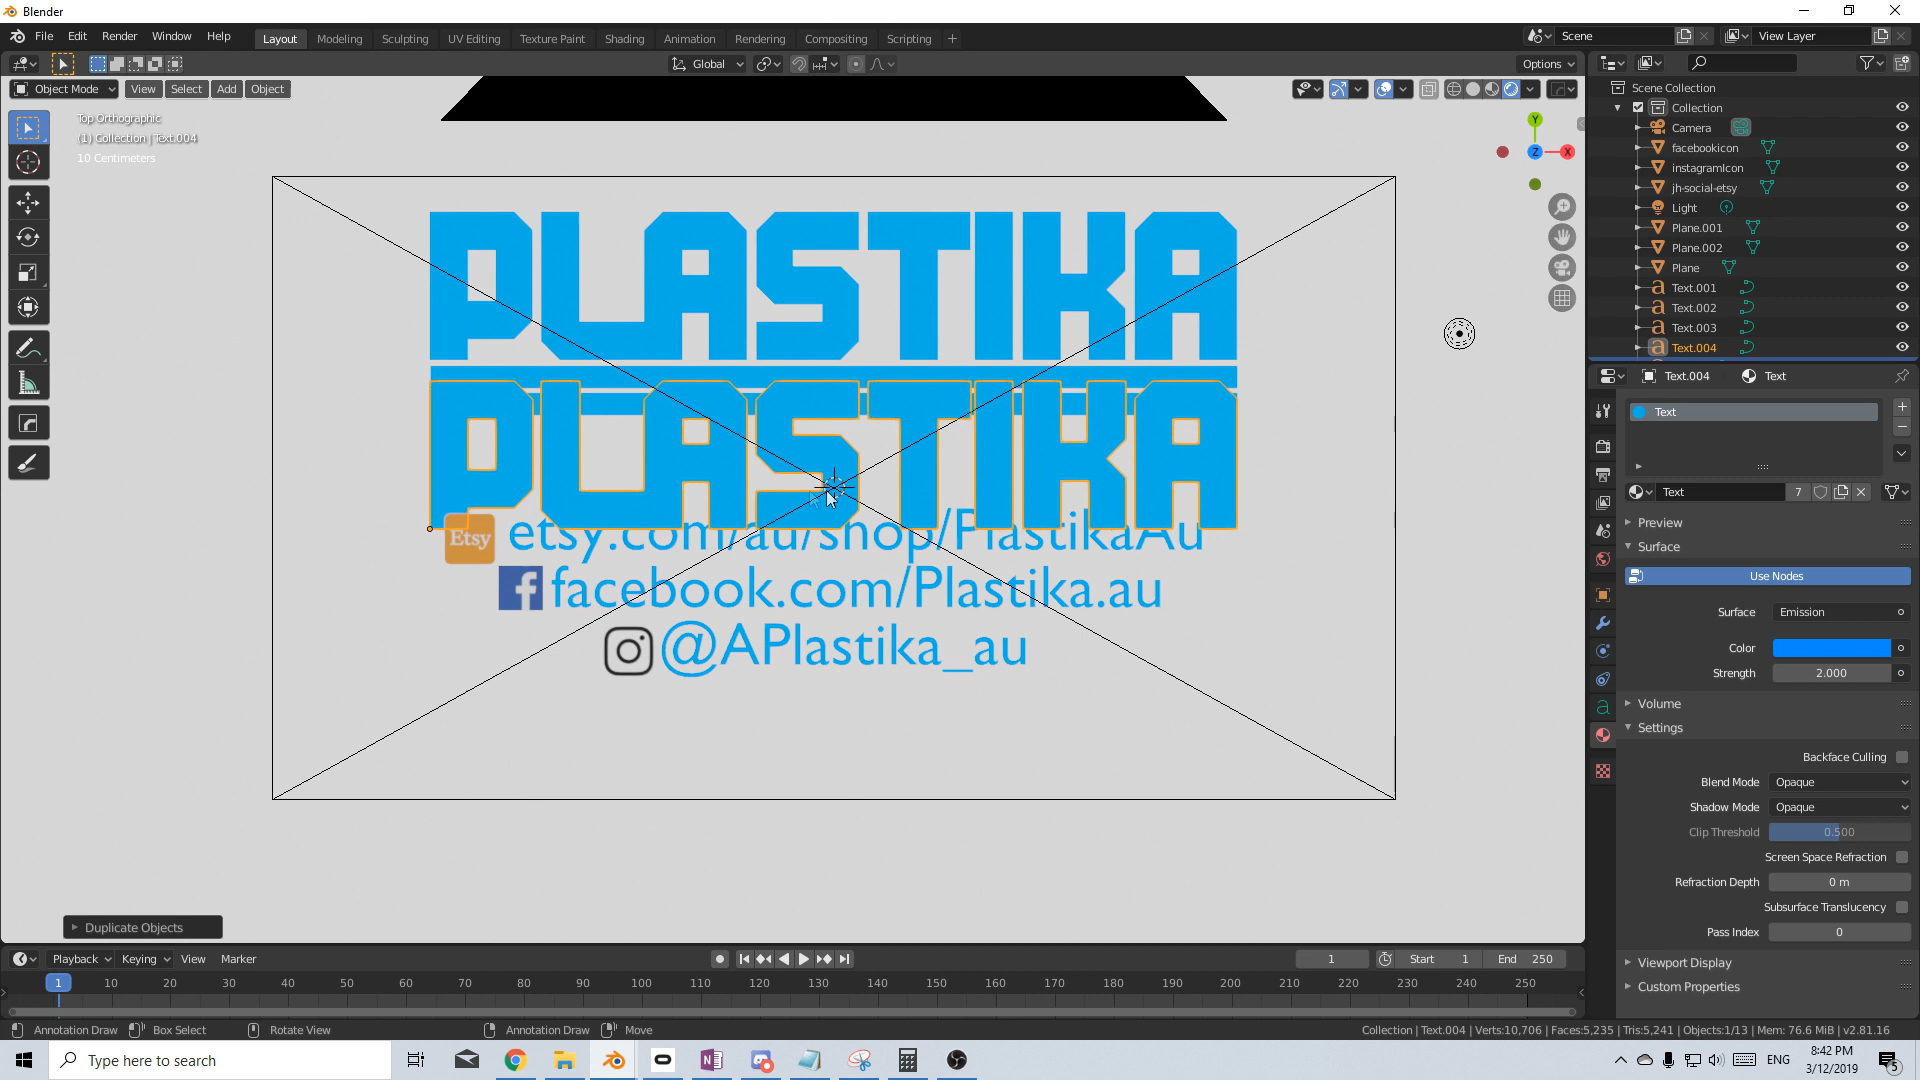 Blender
File Edit Render Window Help
Layout Modeling Sculpting UV Editing Texture Paint Shading Animation Rendering Compositing Scripting +
Scene
View Layer
Global
Options
Object Mode View Select Add Object
Top Orthographic
(1) Collection | Text.004
10 Centimeters
Y
Z X
PLASTIKA
PLASTIKA
Etsy etsy.com/au/shop/PlastikaAu
f facebook.com/Plastika.au
@APlastika_au
Duplicate Objects
Scene Collection
Collection
Camera
facebookicon
instagramIcon
jh-social-etsy
Light
Plane.001
Plane.002
Plane
Text.001
Text.002
Text.003
Text.004
Text.004 Text
Text
Text 7
Preview
Surface
Use Nodes
Surface Emission
Color
Strength 2.000
Volume
Settings
Backface Culling
Blend Mode Opaque
Shadow Mode Opaque
Clip Threshold 0.500
Screen Space Refraction
Refraction Depth 0 m
Subsurface Translucency
Pass Index 0
Viewport Display
Custom Properties
Playback Keying View Marker
1 Start 1 End 250
1 10 20 30 40 50 60 70 80 90 100 110 120 130 140 150 160 170 180 190 200 210 220 230 240 250
Annotation Draw Box Select Rotate View Annotation Draw Move
Collection | Text.004 | Verts:10,706 | Faces:5,235 | Tris:5,241 | Objects:1/13 | Mem: 76.6 MiB | v2.81.16
Type here to search
ENG
8:42 PM
3/12/2019
5